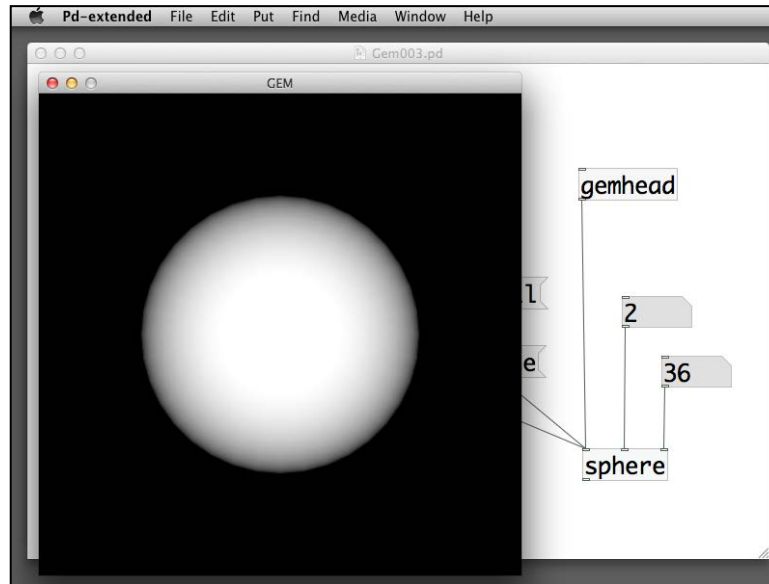 Pd-extended File Edit Put Find Media Window Help
Gem003.pd
GEM
gemhead
2
36
sphere